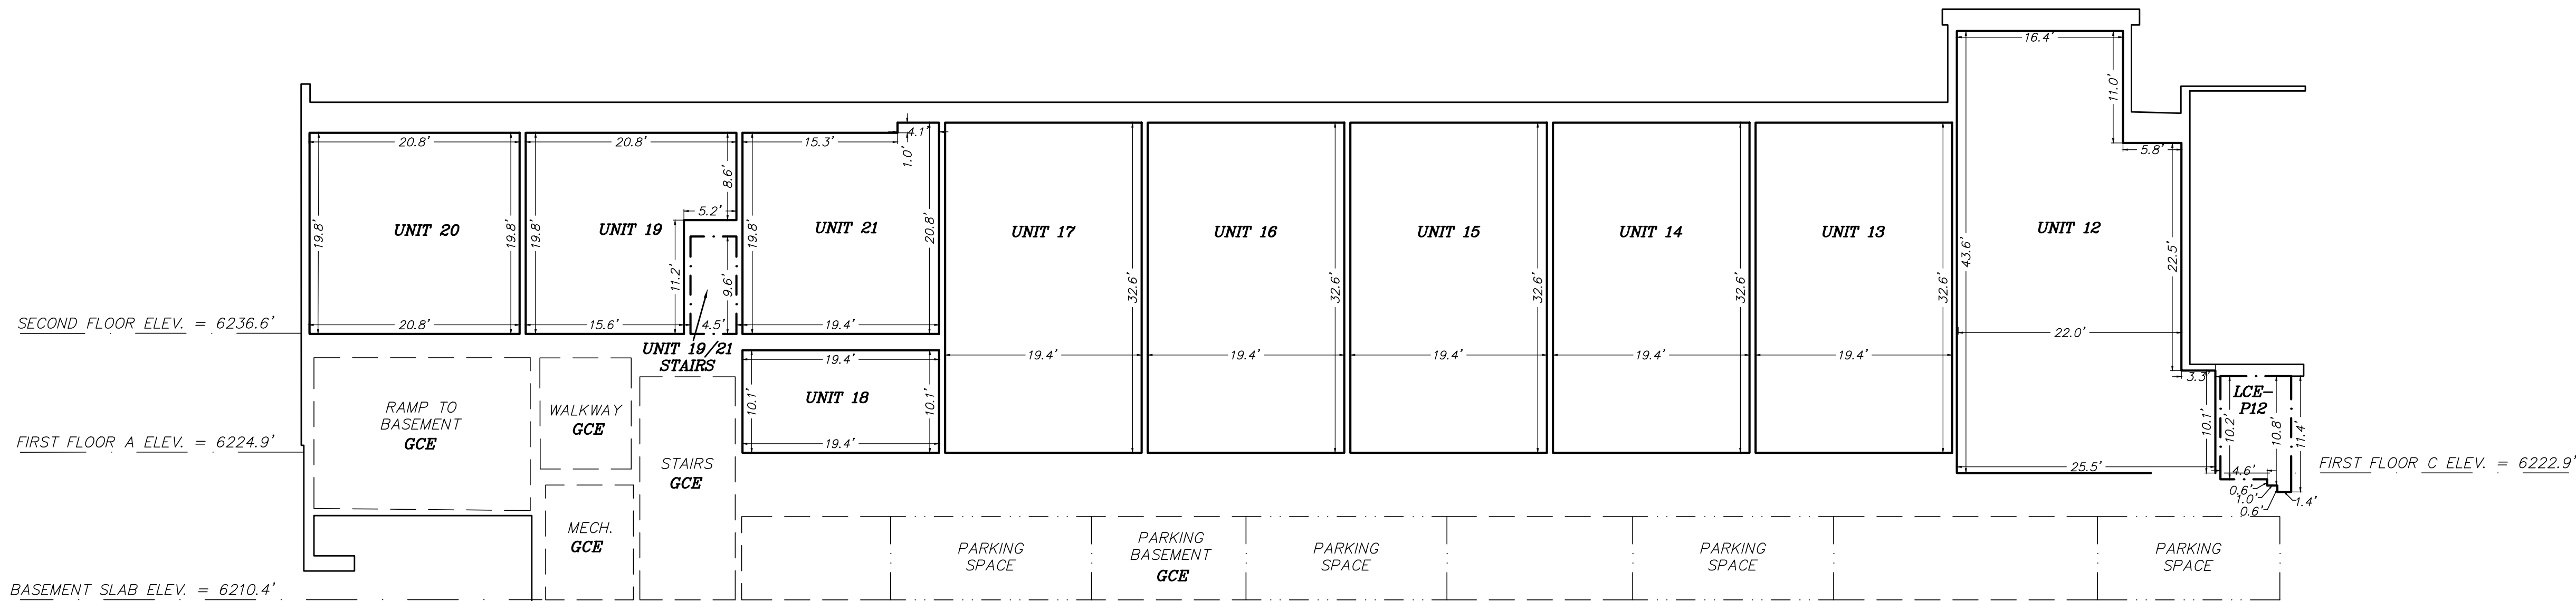 16.4'
11.0'
4.1'
1.0'
20.8'
20.8'
15.3'
5.8'
8.6'
5.2'
19.8'
19.8'
19.8'
19.8'
20.8'
UNIT 20
UNIT 19
UNIT 21
UNIT 17
UNIT 16
UNIT 15
UNIT 14
UNIT 13
UNIT 12
43.6'
22.5'
11.2'
9.6'
32.6'
32.6'
32.6'
32.6'
32.6'
SECOND FLOOR ELEV. = 6236.6'
20.8'
15.6'
4.5'
19.4'
22.0'
UNIT 19/21
STAIRS
19.4'
19.4'
19.4'
19.4'
19.4'
19.4'
3.3'
RAMP TO
BASEMENT
GCE
WALKWAY
GCE
10.1'
UNIT 18
10.1'
LCE-
P12
10.1'
10.2'
10.8'
11.4'
FIRST FLOOR A ELEV. = 6224.9'
19.4'
STAIRS
GCE
25.5'
4.6'
FIRST FLOOR C ELEV. = 6222.9'
0.6'
1.0'
0.6'
1.4'
MECH.
GCE
PARKING
SPACE
PARKING
BASEMENT
GCE
PARKING
SPACE
PARKING
SPACE
PARKING
SPACE
BASEMENT SLAB ELEV. = 6210.4'